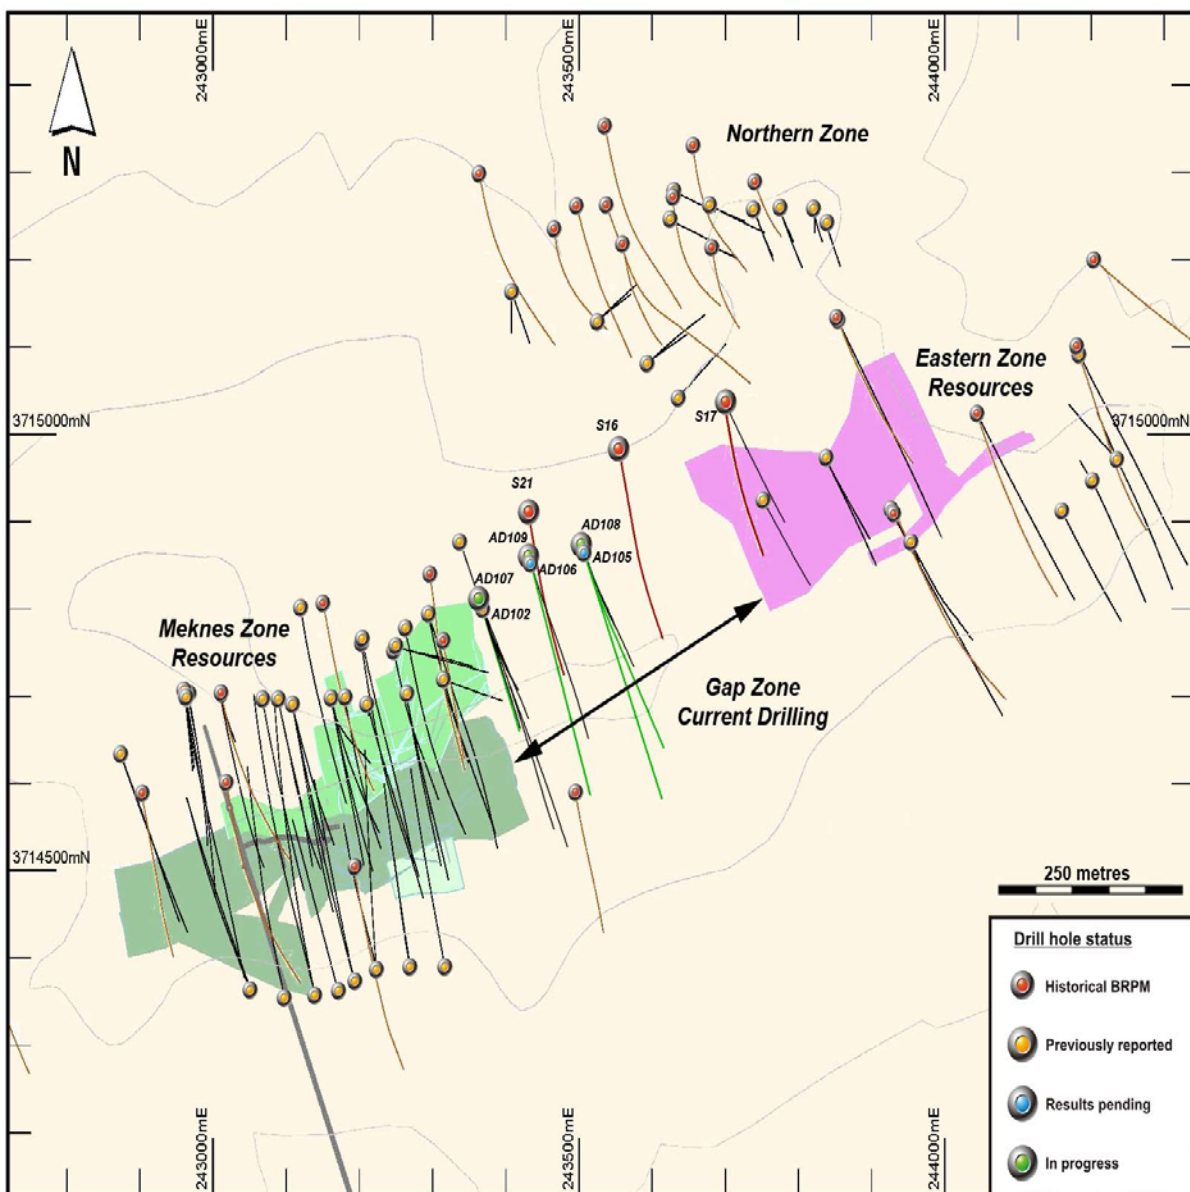 243000mE
243500mE
244000mE
N
Northern Zone
Eastern Zone
Resources
3715000mN
3715000mN
S17
S16
S21
AD108
AD109
AD105
AD106
AD107
AD102
Meknes Zone
Resources
Gap Zone
Current Drilling
3714500mN
250 metres
Drill hole status
Historical BRPM
Previously reported
Results pending
In progress
243000mE
243500mE
244000mE